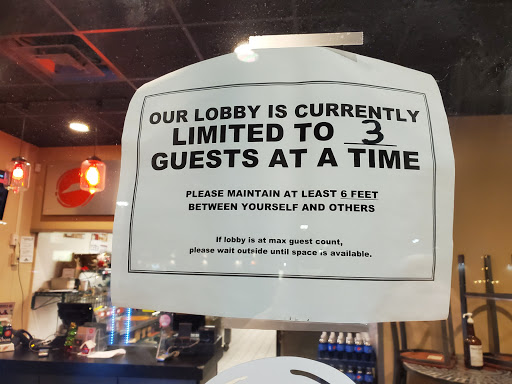 OUR LOBBY IS CURRENTLY
LIMITED TO 3
GUESTS AT A TIME
PLEASE MAINTAIN AT LEAST 6 FEET
BETWEEN YOURSELF AND OTHERS
If lobby is at max guest count,
please wait outside until space is available.